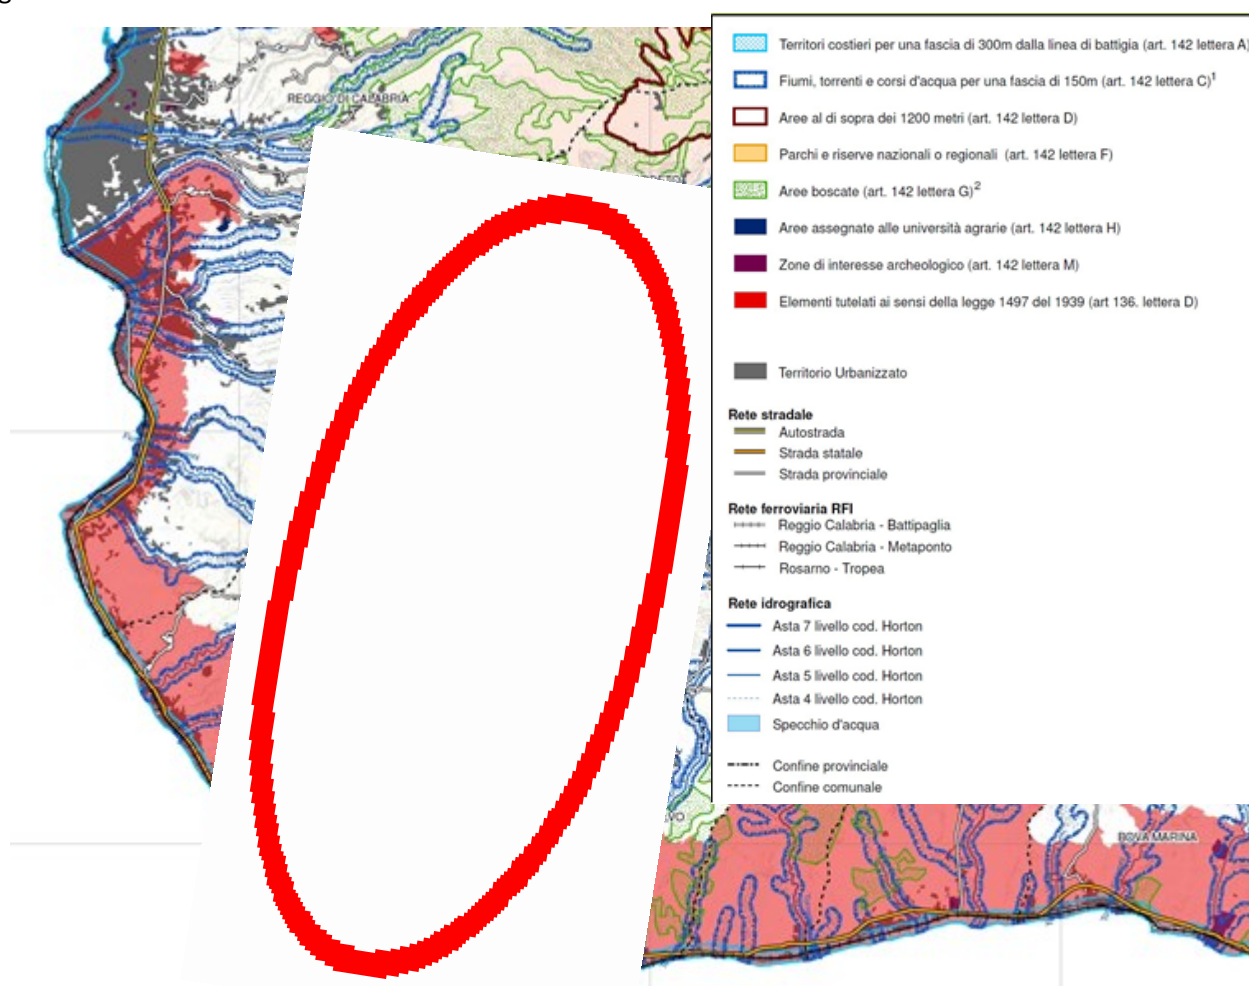 REGGIO DI CALABRIA
BOVA MARINA
Territori costieri per una fascia di 300m dalla linea di battigia (art. 142 lettera A)
Fiumi, torrenti e corsi d'acqua per una fascia di 150m (art. 142 lettera C)1
Aree al di sopra dei 1200 metri (art. 142 lettera D)
Parchi e riserve nazionali o regionali (art. 142 lettera F)
Aree boscate (art. 142 lettera G)2
Aree assegnate alle università agrarie (art. 142 lettera H)
Zone di interesse archeologico (art. 142 lettera M)
Elementi tutelati ai sensi della legge 1497 del 1939 (art 136. lettera D)
Territorio Urbanizzato
Rete stradale
Autostrada
Strada statale
Strada provinciale
Rete ferroviaria RFI
Reggio Calabria - Battipaglia
Reggio Calabria - Metaponto
Rosarno - Tropea
Rete idrografica
Asta 7 livello cod. Horton
Asta 6 livello cod. Horton
Asta 5 livello cod. Horton
Asta 4 livello cod. Horton
Specchio d'acqua
Confine provinciale
Confine comunale